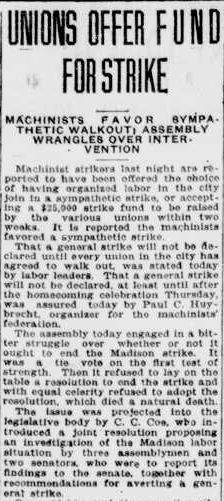 UNIONS OFFER FUND
FOR STRIKE
MACHINISTS FAVOR SYMPA-
THETIC WALKOUT; ASSEMBLY
WRANGLES OVER INTER-
VENTION
Machinist strikers last night are re-
ported to have been offered the choice
of having organized labor in the city
join in a sympathetic strike, or accept-
ing a $25,000 strike fund to be raised
by the various unions within two
weeks. It is reported the machinists
favored a sympathetic strike.
That a general strike will not be de-
clared until every union in the city has
agreed to walk out, was stated today
by labor leaders. That a general strike
will not be declared, at least until after
the homecoming celebration Thursday
was assured today by Paul C. Huy-
brecht, organizer for the machinists'
federation.
The assembly today engaged in a bit-
ter struggle over whether or not it
ought to end the Madison strike. It
was a tie vote on the first test of
strength. Then it refused to lay on the
table a resolution to end the strike and
with equal celerity refused to adopt the
resolution, which died a natural death.
The issue was projected into the
legislative body by C. C. Coe, who in-
troduced a joint resolution proposing
an investigation of the Madison labor
situation by three assemblymen and
two senators, who were to report their
findings to the senate, together with
recommendations for averting a gen-
eral strike.